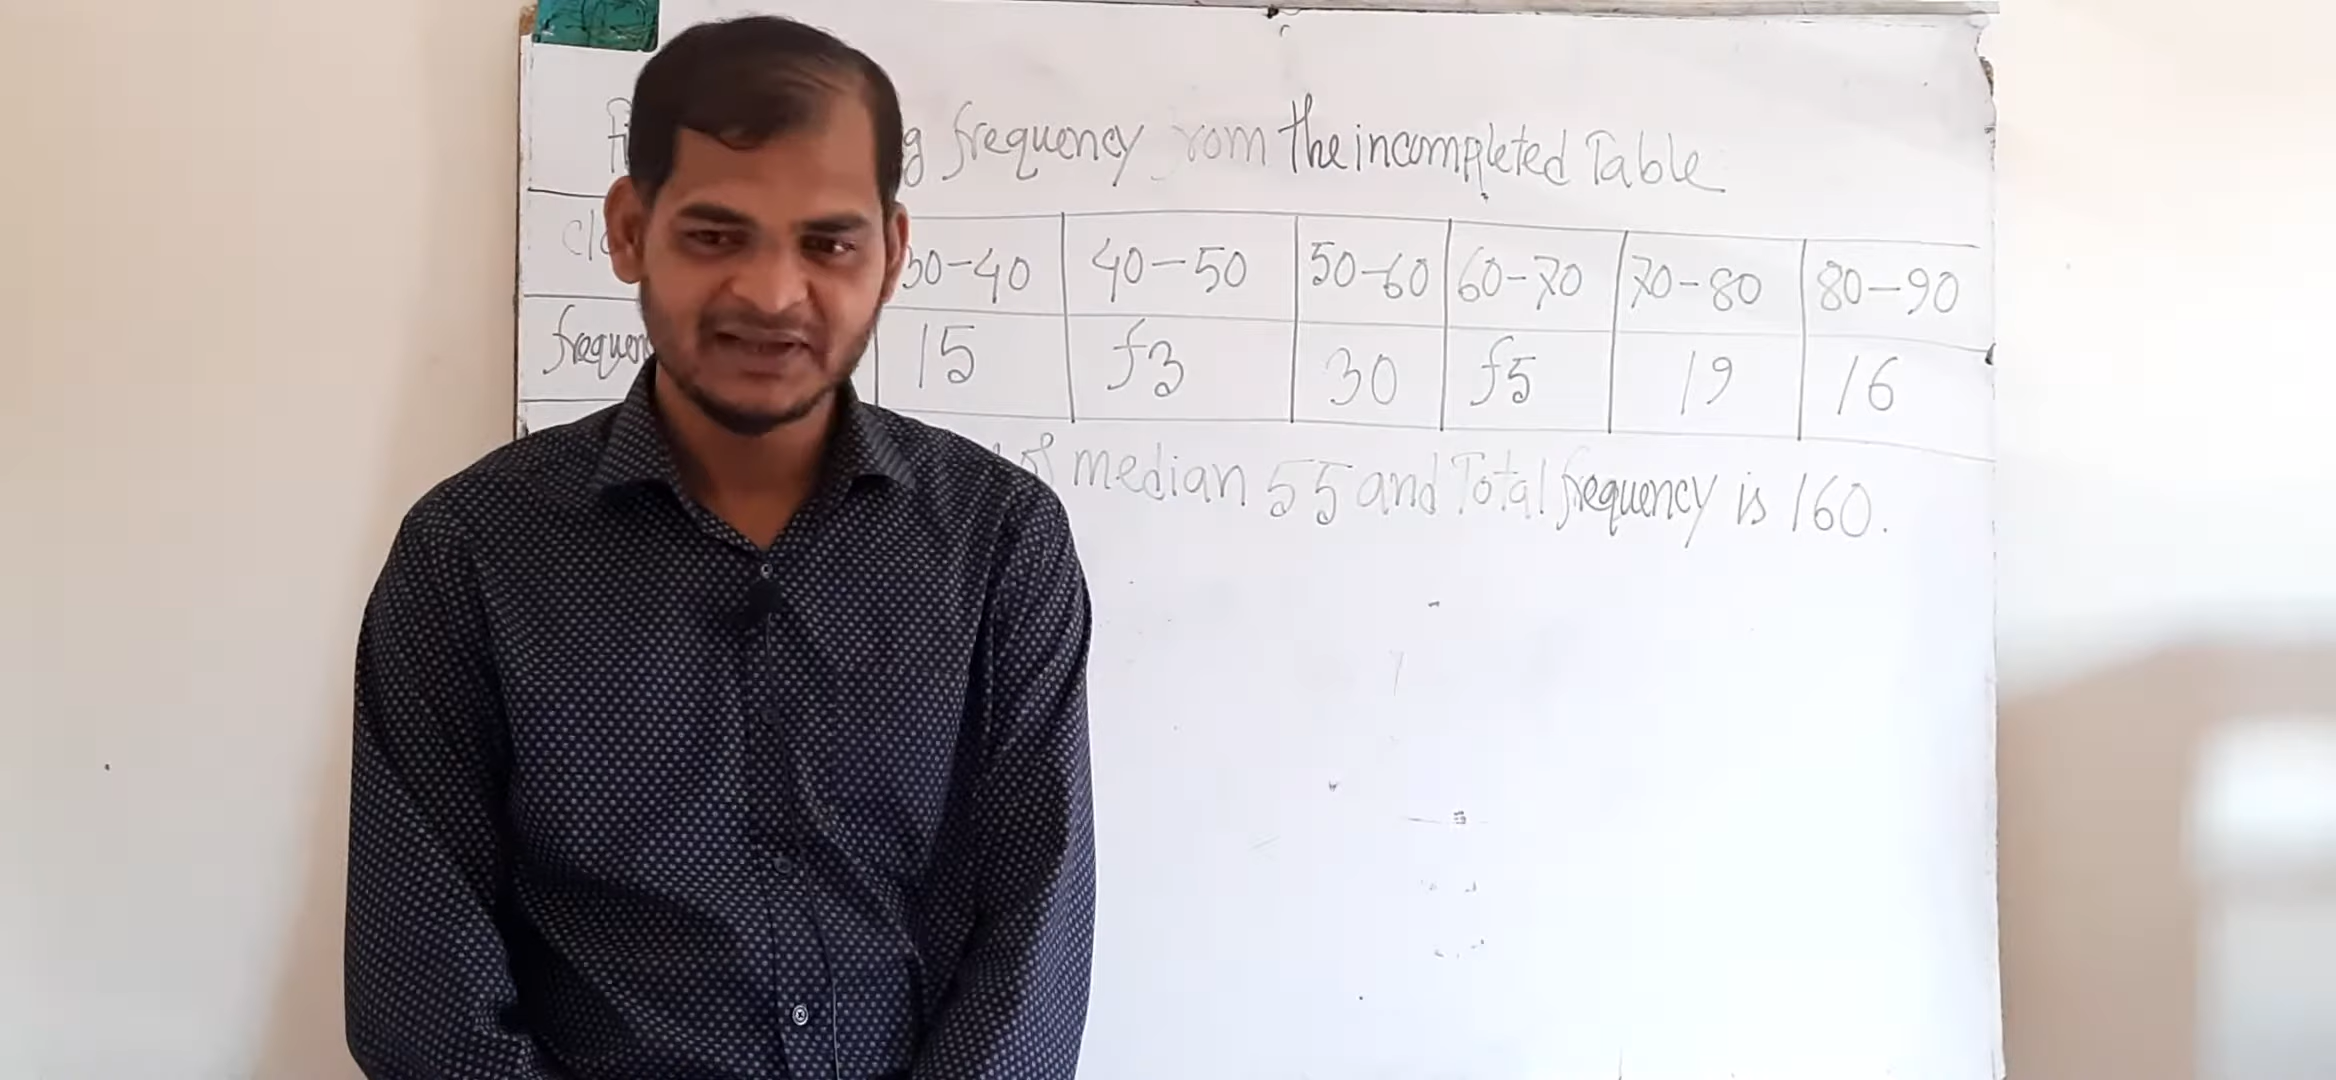 frequency rom the incompleted Table
30-40 40-50 50-60 60-70 70-80 80-90
15 f3 30 f5 19 16
of median 55 and Total frequency is 160.